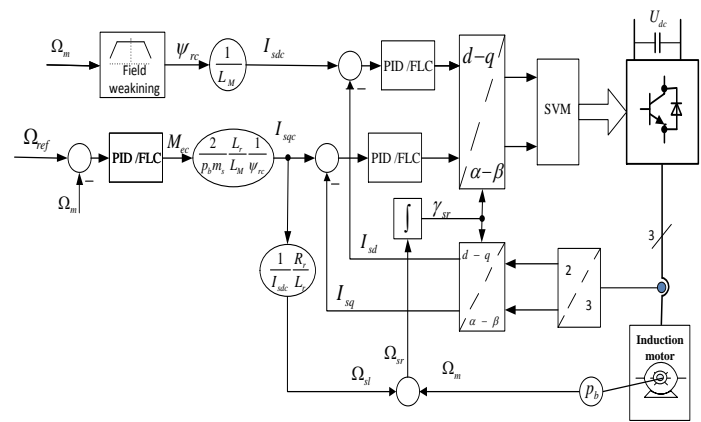 U_dc
Ω_m
Field
weakining
ψ_rc
1
L_M
I_sdc
PID /FLC
d-q
α-β
SVM
Ω_ref
PID /FLC
M_ec
2 L_r 1
p_b m_s L_M ψ_rc
I_sqc
PID /FLC
Ω_m
∫
γ_sr
3
I_sd
d - q
α - β
2
3
1 R_r
I_sdc L_r
I_sq
Ω_sr
Ω_sl
Ω_m
p_b
Induction
motor